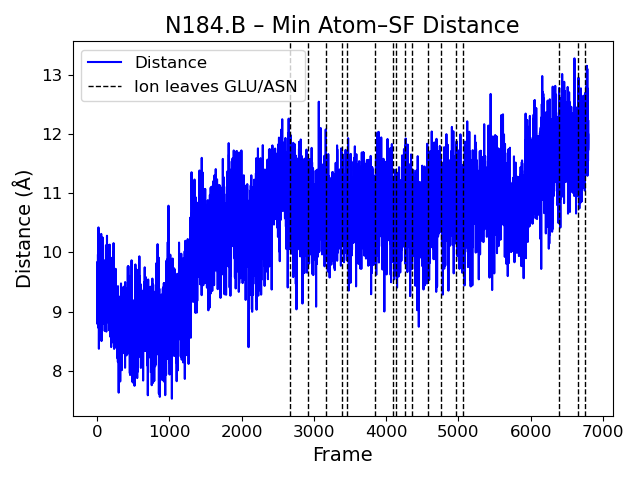 N184.B – Min Atom–SF Distance
Distance
Ion leaves GLU/ASN
Distance (Å)
13
12
11
10
9
8
0 1000 2000 3000 4000 5000 6000 7000
Frame